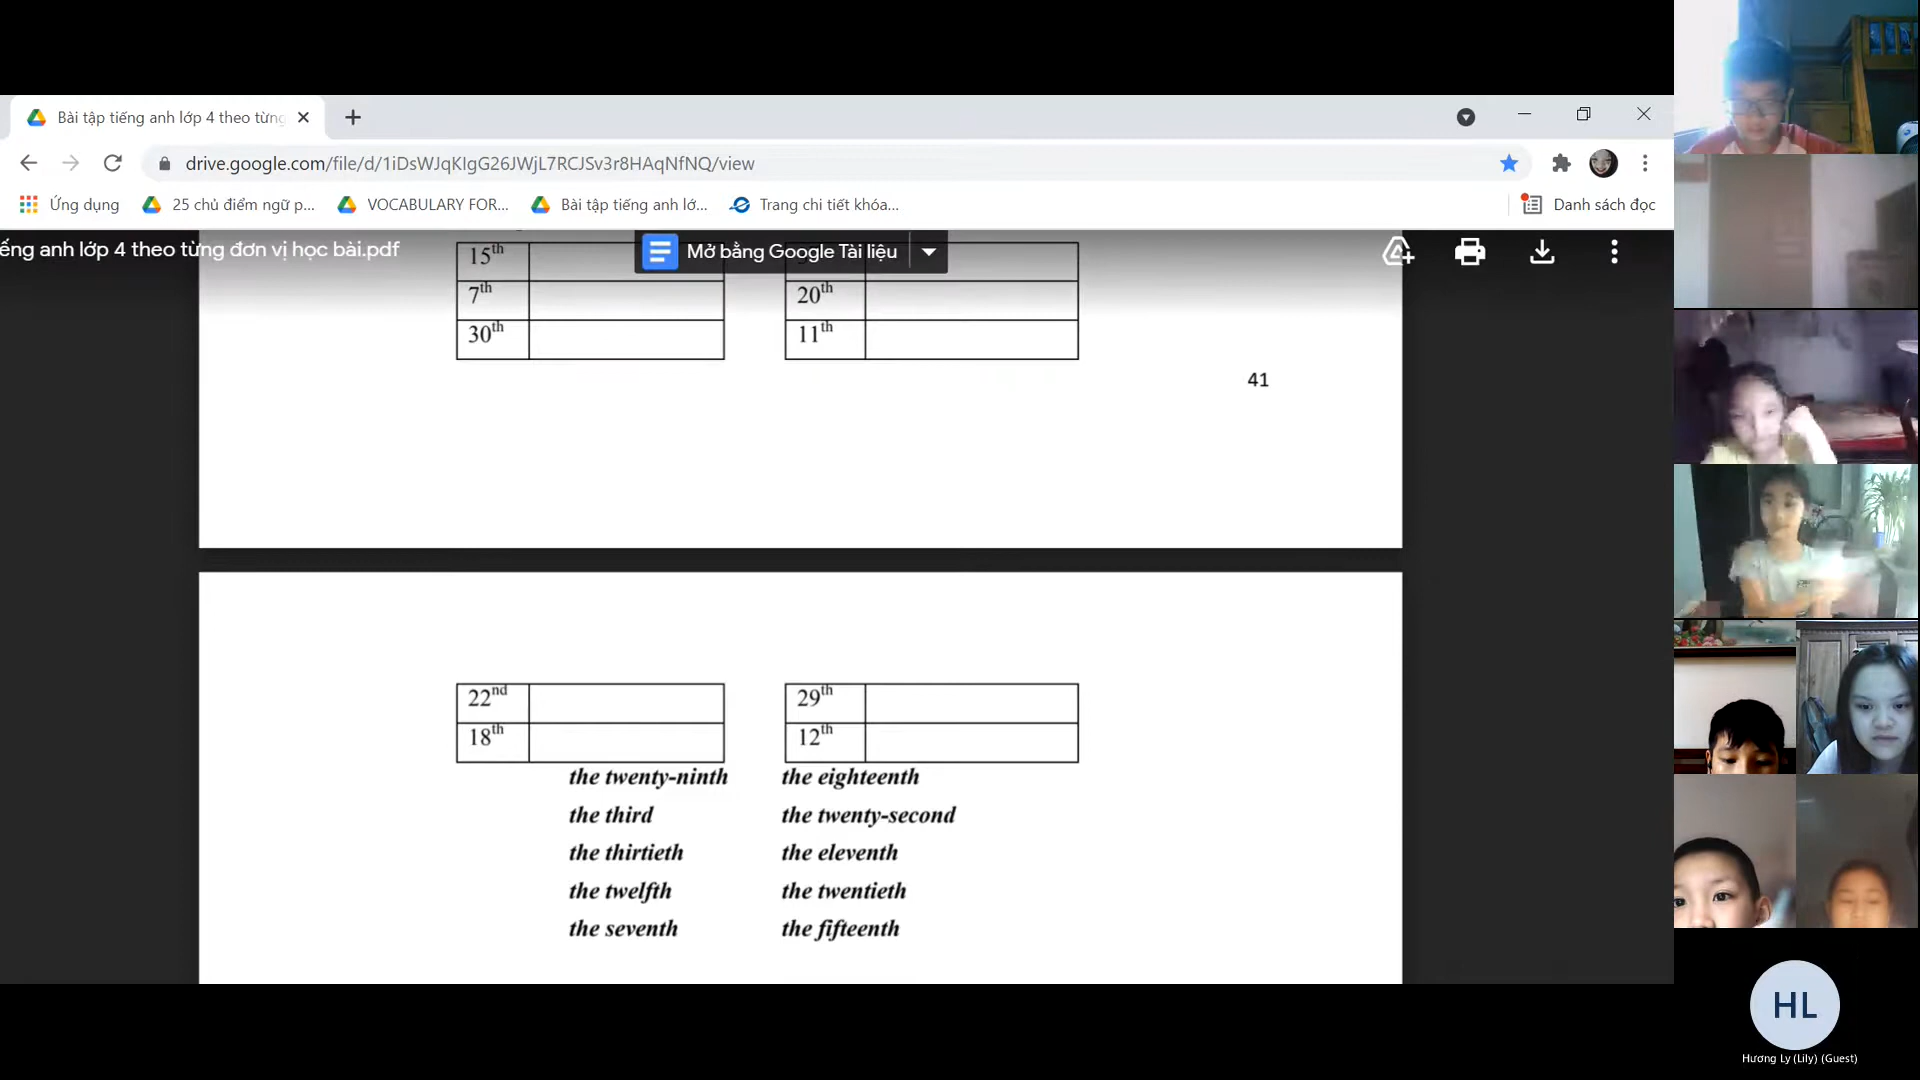 Bài tập tiếng anh lớp 4 theo từng
drive.google.com/file/d/1iDsWJqKIgG26JWjL7RCJSv3r8HAqNfNQ/view
Ứng dụng 25 chủ điểm ngữ p... VOCABULARY FOR... Bài tập tiếng anh lớ... Trang chi tiết khóa... Danh sách đọc
ếng anh lớp 4 theo từng đơn vị học bài.pdf Mở bằng Google Tài liệu
15th
7th 20th
30th 11th
41
22nd 29th
18th 12th
the twenty-ninth the eighteenth
the third the twenty-second
the thirtieth the eleventh
the twelfth the twentieth
the seventh the fifteenth
HL
Hương Ly (Lily) (Guest)